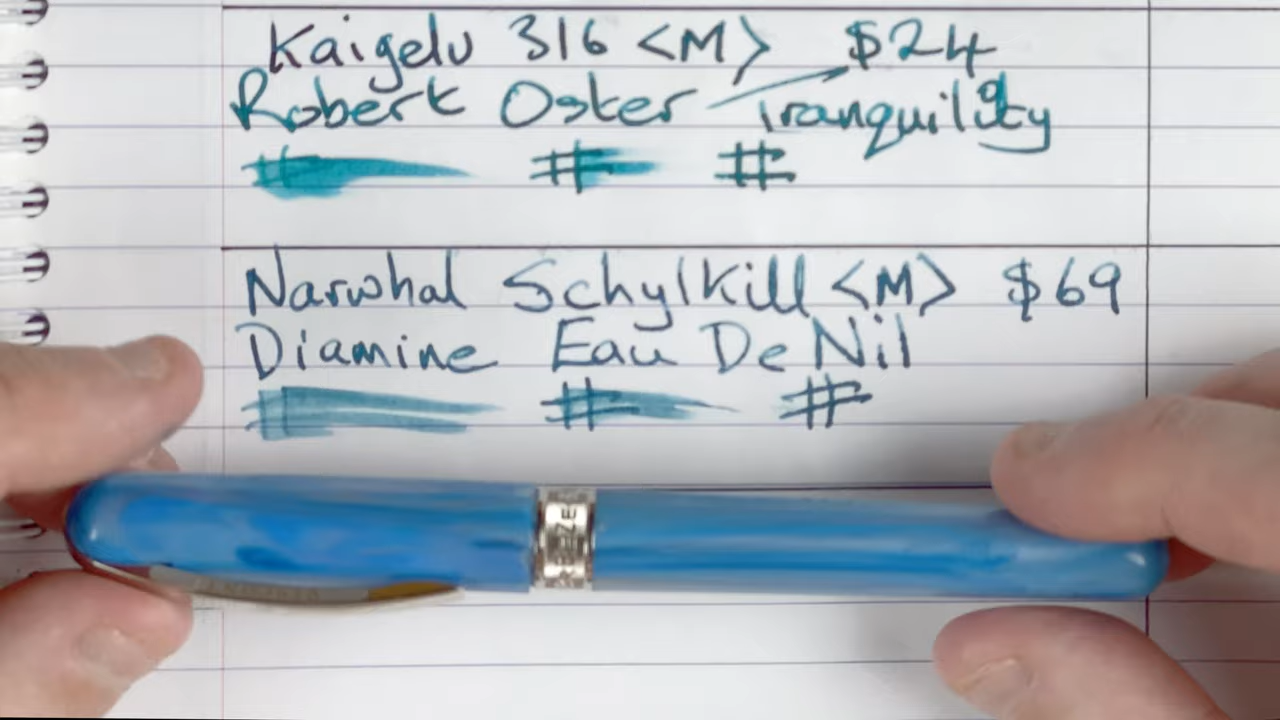 Kaigelu 316 <M> $24
Robert Oster Tranquility
# # #
Narwhal Schylkill <M> $69
Diamine Eau De Nil
# # #